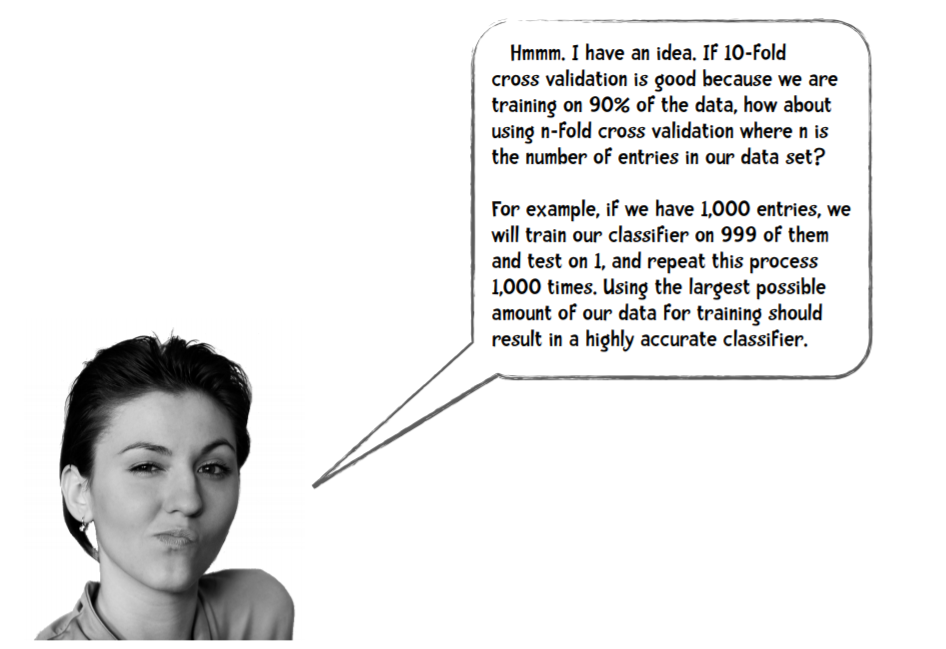 Hmmm. I have an idea. If 10-fold
cross validation is good because we are
training on 90% of the data, how about
using n-fold cross validation where n is
the number of entries in our data set?
For example, if we have 1,000 entries, we
will train our classifier on 999 of them
and test on 1, and repeat this process
1,000 times. Using the largest possible
amount of our data for training should
result in a highly accurate classifier.